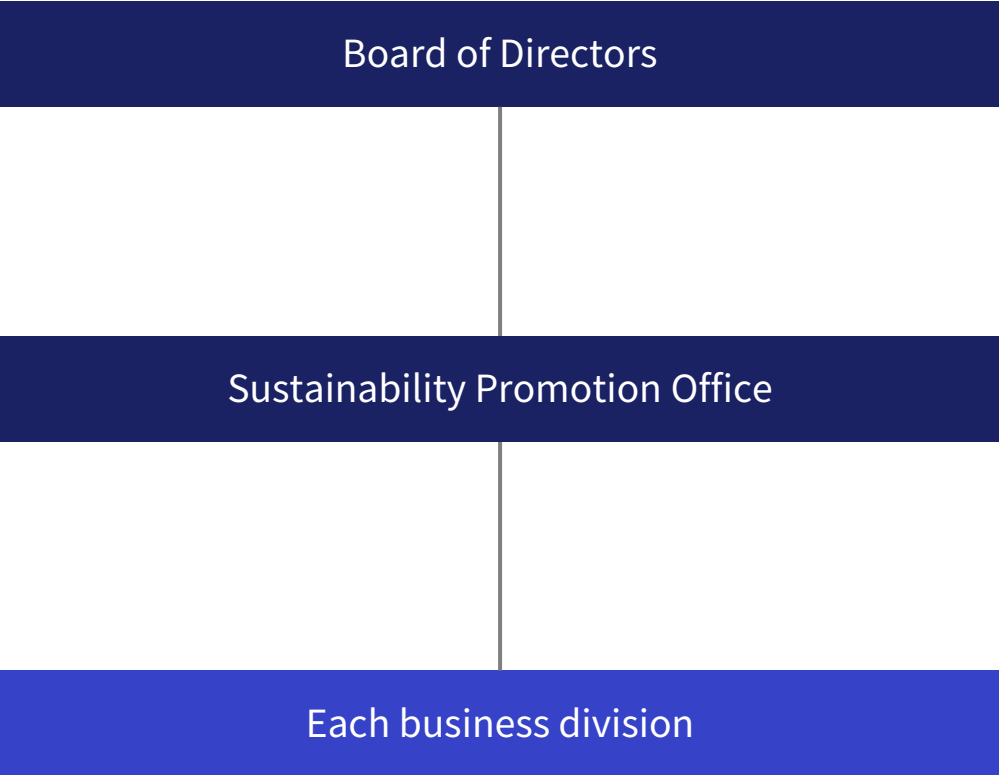 Board of Directors
Sustainability Promotion Office
Each business division